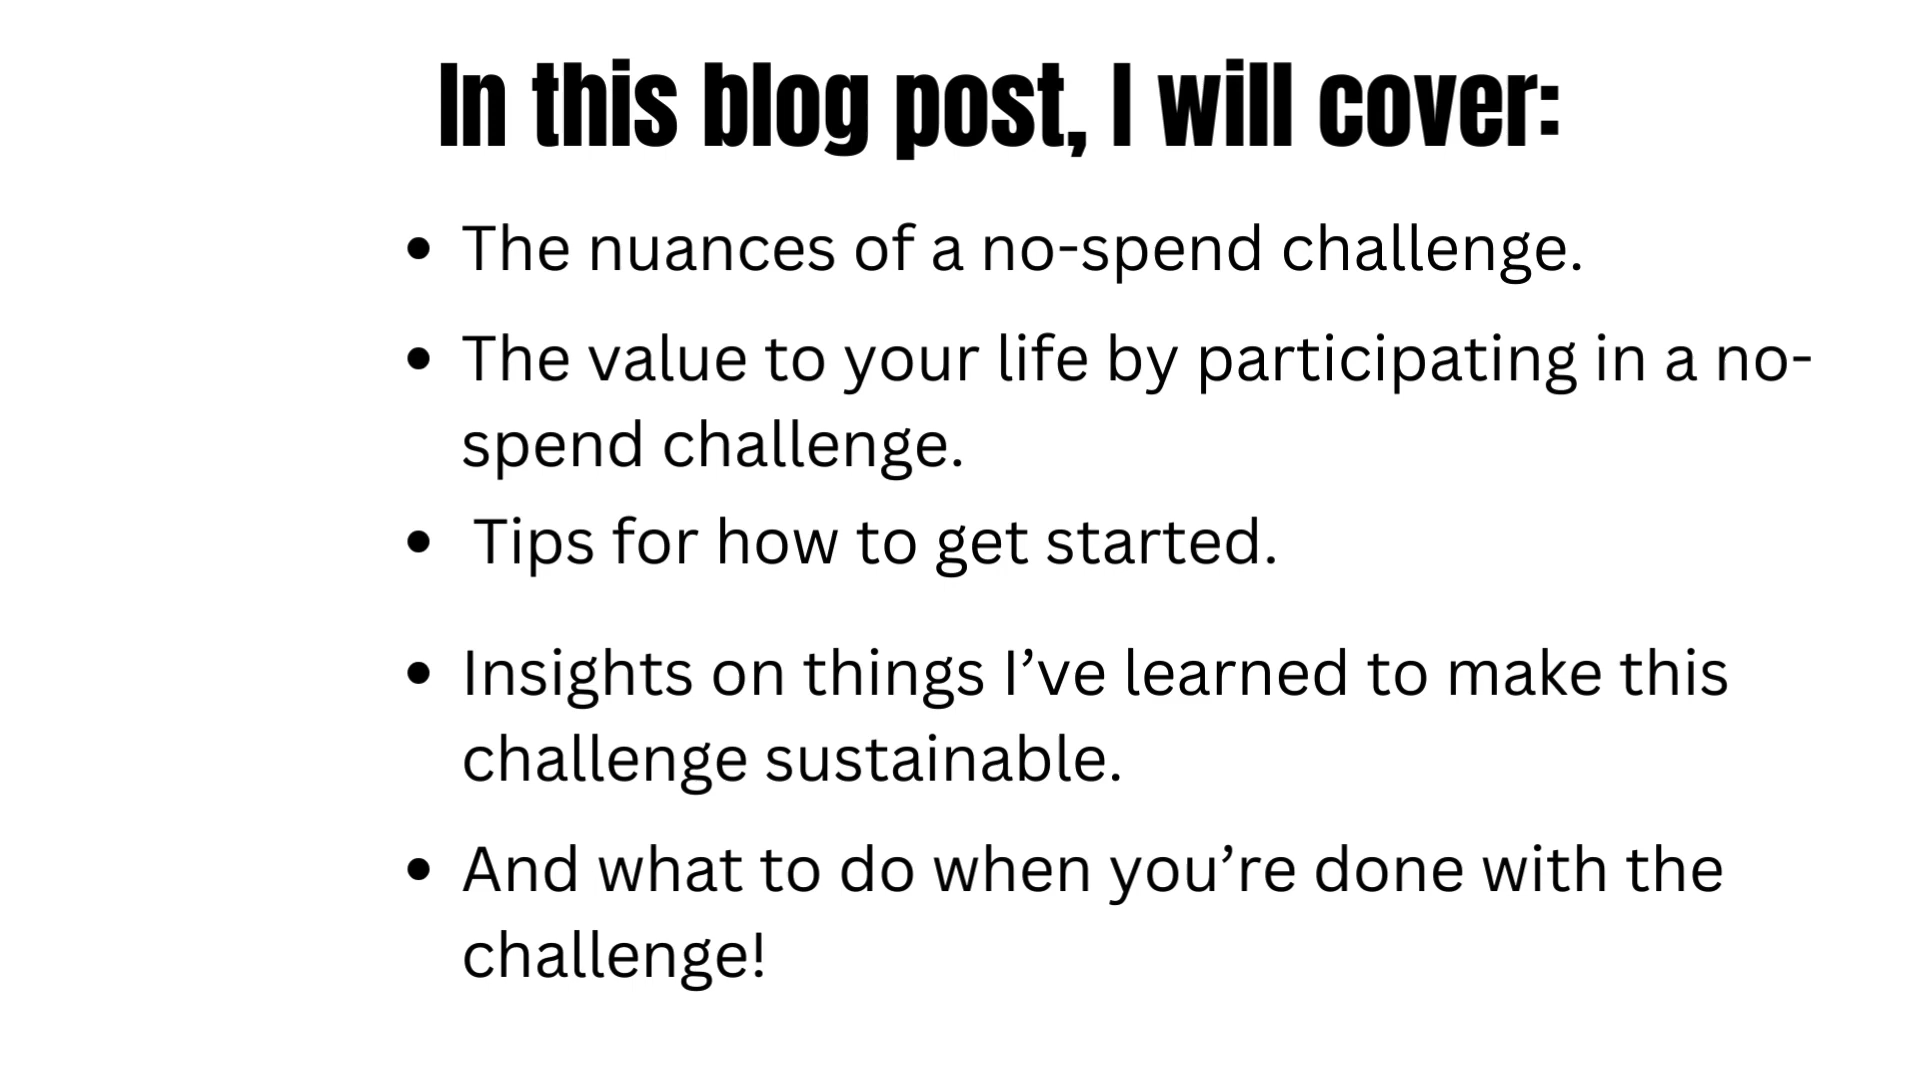 In this blog post, I will cover:
• The nuances of a no-spend challenge.
• The value to your life by participating in a no-
spend challenge.
• Tips for how to get started.
• Insights on things I’ve learned to make this
challenge sustainable.
• And what to do when you’re done with the
challenge!